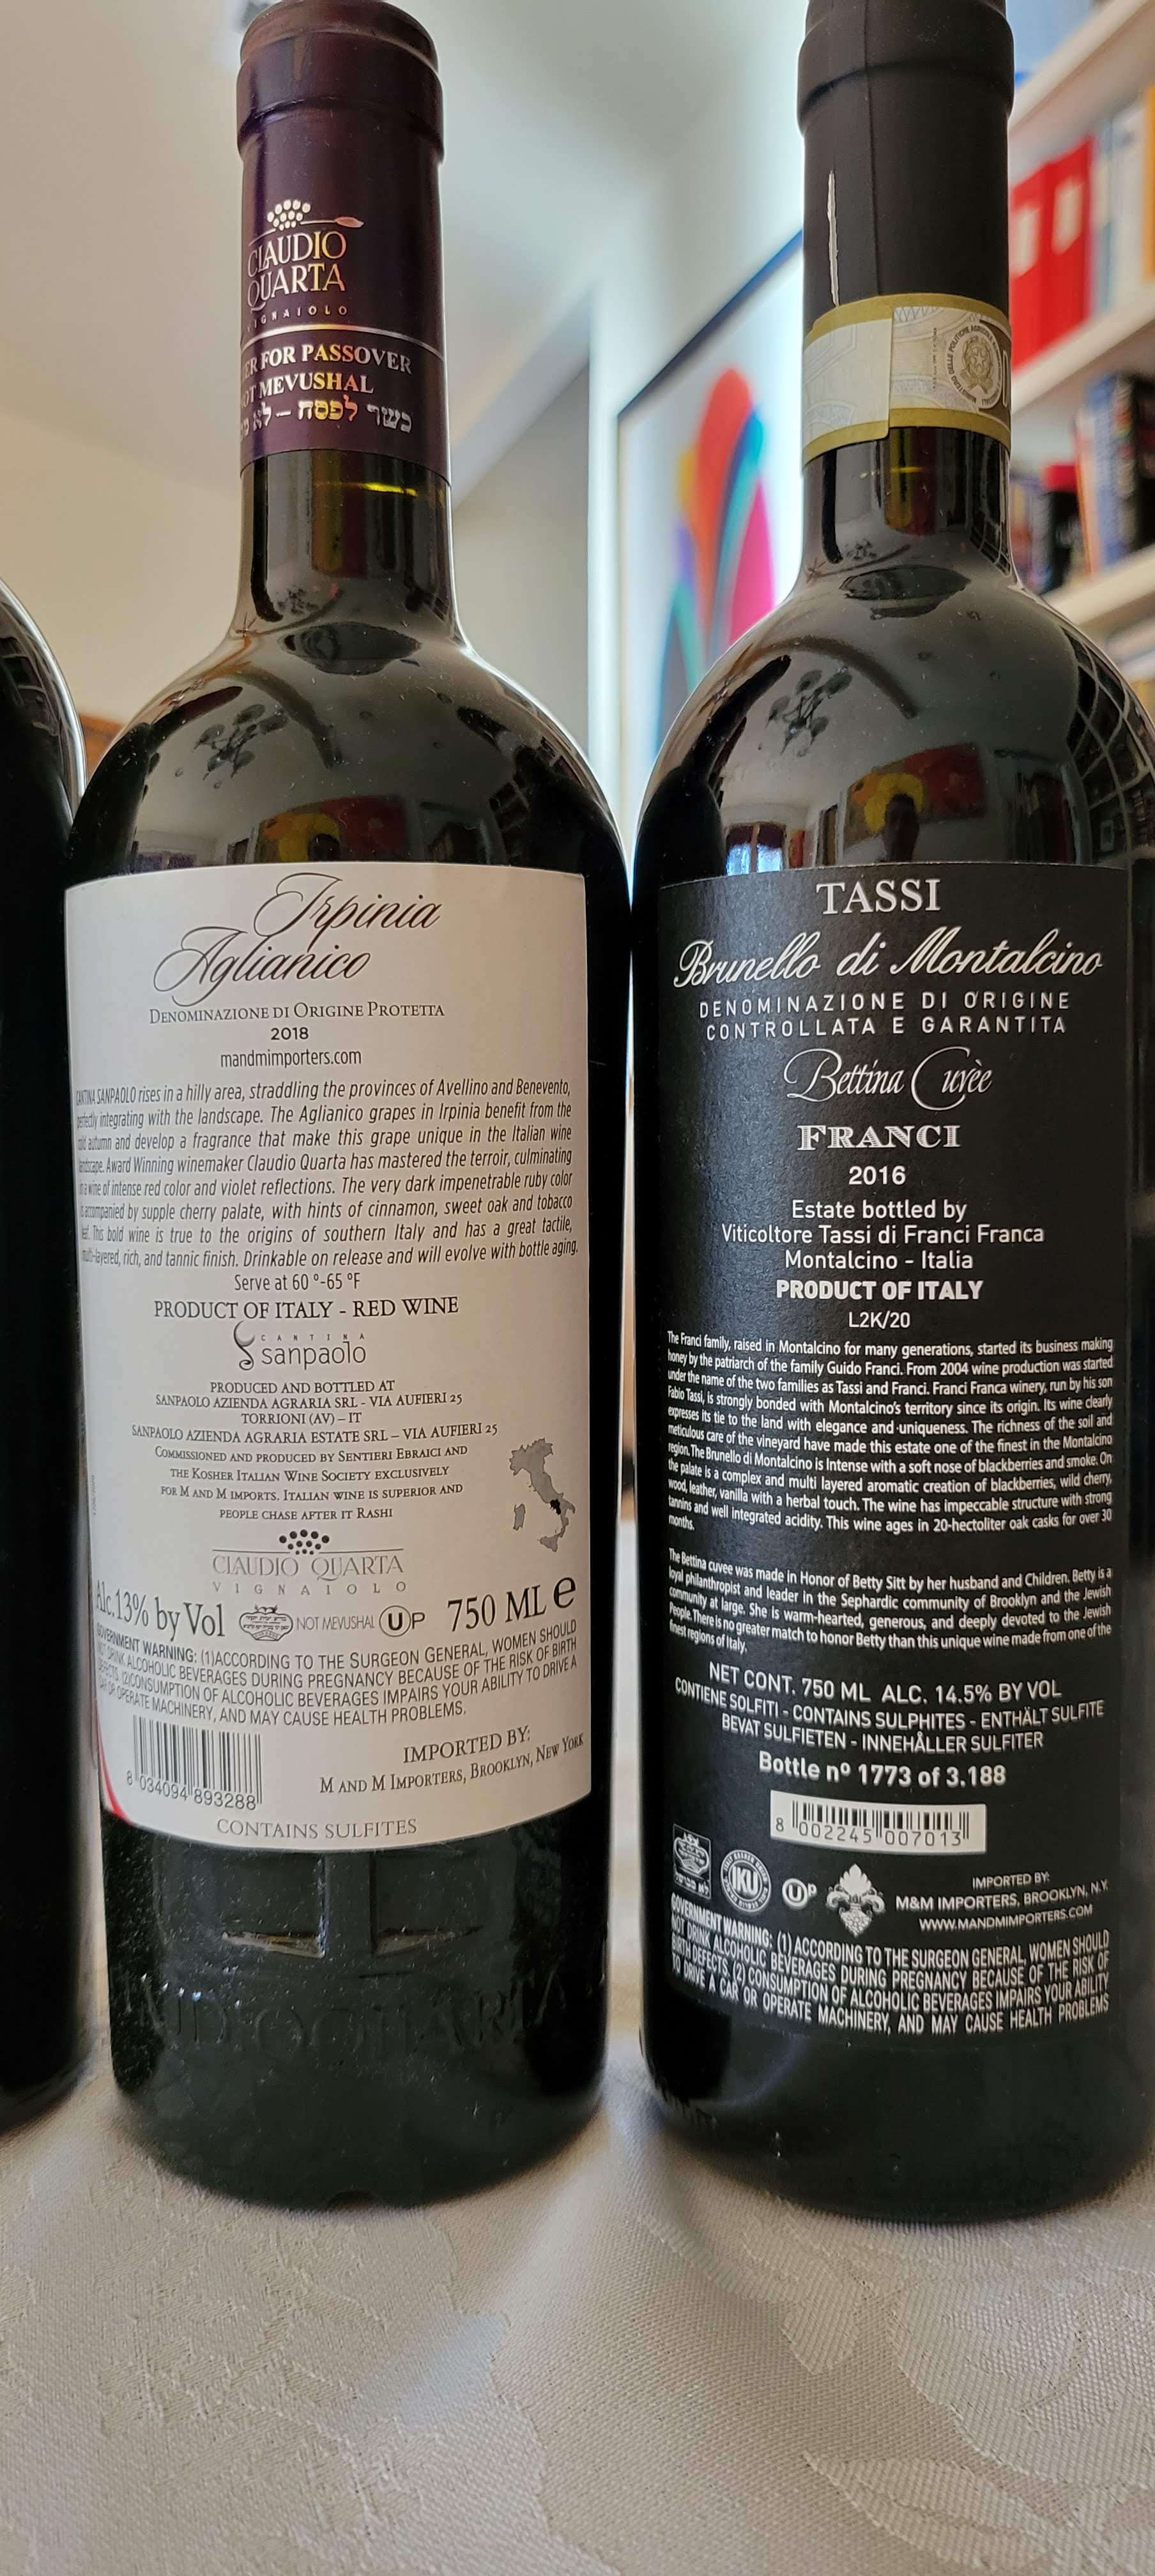 CLAUDIO
QUARTA
VIGNAIOLO
FOR PASSOVER
MEVUSHAL
כשר לפסח – לא
Irpinia
Aglianico
DENOMINAZIONE DI ORIGINE PROTETTA
2018
mandmimporters.com
CANTINA SANPAOLO rises in a hilly area, straddling the provinces of Avellino and Benevento,
perfectly integrating with the landscape. The Aglianico grapes in Irpinia benefit from the
cold autumn and develop a fragrance that make this grape unique in the Italian wine
landscape. Award Winning winemaker Claudio Quarta has mastered the terroir, culminating
in a wine of intense red color and violet reflections. The very dark impenetrable ruby color
is accompanied by supple cherry palate, with hints of cinnamon, sweet oak and tobacco
leaf. This bold wine is true to the origins of southern Italy and has a great tactile,
multi-layered, rich, and tannic finish. Drinkable on release and will evolve with bottle aging.
Serve at 60 °-65 °F
PRODUCT OF ITALY - RED WINE
CANTINA
sanpaolo
PRODUCED AND BOTTLED AT
SANPAOLO AZIENDA AGRARIA SRL - VIA AUFIERI 25
TORRIONI (AV) – IT
SANPAOLO AZIENDA AGRARIA ESTATE SRL – VIA AUFIERI 25
COMMISSIONED AND PRODUCED BY SENTIERI EBRAICI AND
THE KOSHER ITALIAN WINE SOCIETY EXCLUSIVELY
FOR M AND M IMPORTS. ITALIAN WINE IS SUPERIOR AND
PEOPLE CHASE AFTER IT RASHI
CLAUDIO QUARTA
VIGNAIOLO
Alc.13% by Vol NOT MEVUSHAL U P 750 ML e
GOVERNMENT WARNING: (1)ACCORDING TO THE SURGEON GENERAL, WOMEN SHOULD
NOT DRINK ALCOHOLIC BEVERAGES DURING PREGNANCY BECAUSE OF THE RISK OF BIRTH
DEFECTS. (2)CONSUMPTION OF ALCOHOLIC BEVERAGES IMPAIRS YOUR ABILITY TO DRIVE A
CAR OR OPERATE MACHINERY, AND MAY CAUSE HEALTH PROBLEMS.
IMPORTED BY:
M AND M IMPORTERS, BROOKLYN, NEW YORK
8 034094 893288
CONTAINS SULFITES
TASSI
Brunello di Montalcino
DENOMINAZIONE DI ORIGINE
CONTROLLATA E GARANTITA
Bettina Cuvèe
FRANCI
2016
Estate bottled by
Viticoltore Tassi di Franci Franca
Montalcino - Italia
PRODUCT OF ITALY
L2K/20
The Franci family, raised in Montalcino for many generations, started its business making
honey by the patriarch of the family Guido Franci. From 2004 wine production was started
under the name of the two families as Tassi and Franci. Franci Franca winery, run by his son
Fabio Tassi, is strongly bonded with Montalcino's territory since its origin. Its wine clearly
expresses its tie to the land with elegance and uniqueness. The richness of the soil and
meticulous care of the vineyard have made this estate one of the finest in the Montalcino
region. The Brunello di Montalcino is Intense with a soft nose of blackberries and smoke. On
the palate is a complex and multi layered aromatic creation of blackberries, wild cherry,
wood, leather, vanilla with a herbal touch. The wine has impeccable structure with strong
tannins and well integrated acidity. This wine ages in 20-hectoliter oak casks for over 30
months.
The Bettina cuvee was made in Honor of Betty Sitt by her husband and Children. Betty is a
loyal philanthropist and leader in the Sephardic community of Brooklyn and the Jewish
community at large. She is warm-hearted, generous, and deeply devoted to the Jewish
People. There is no greater match to honor Betty than this unique wine made from one of the
finest regions of Italy.
NET CONT. 750 ML ALC. 14.5% BY VOL
CONTIENE SOLFITI - CONTAINS SULPHITES - ENTHÄLT SULFITE
BEVAT SULFIETEN - INNEHÅLLER SULFITER
Bottle nº 1773 of 3.188
8 002245 007013
IKU
U P
IMPORTED BY:
M&M IMPORTERS, BROOKLYN, N.Y.
WWW.MANDMIMPORTERS.COM
GOVERNMENT WARNING: (1) ACCORDING TO THE SURGEON GENERAL, WOMEN SHOULD
NOT DRINK ALCOHOLIC BEVERAGES DURING PREGNANCY BECAUSE OF THE RISK OF
BIRTH DEFECTS. (2) CONSUMPTION OF ALCOHOLIC BEVERAGES IMPAIRS YOUR ABILITY
TO DRIVE A CAR OR OPERATE MACHINERY, AND MAY CAUSE HEALTH PROBLEMS